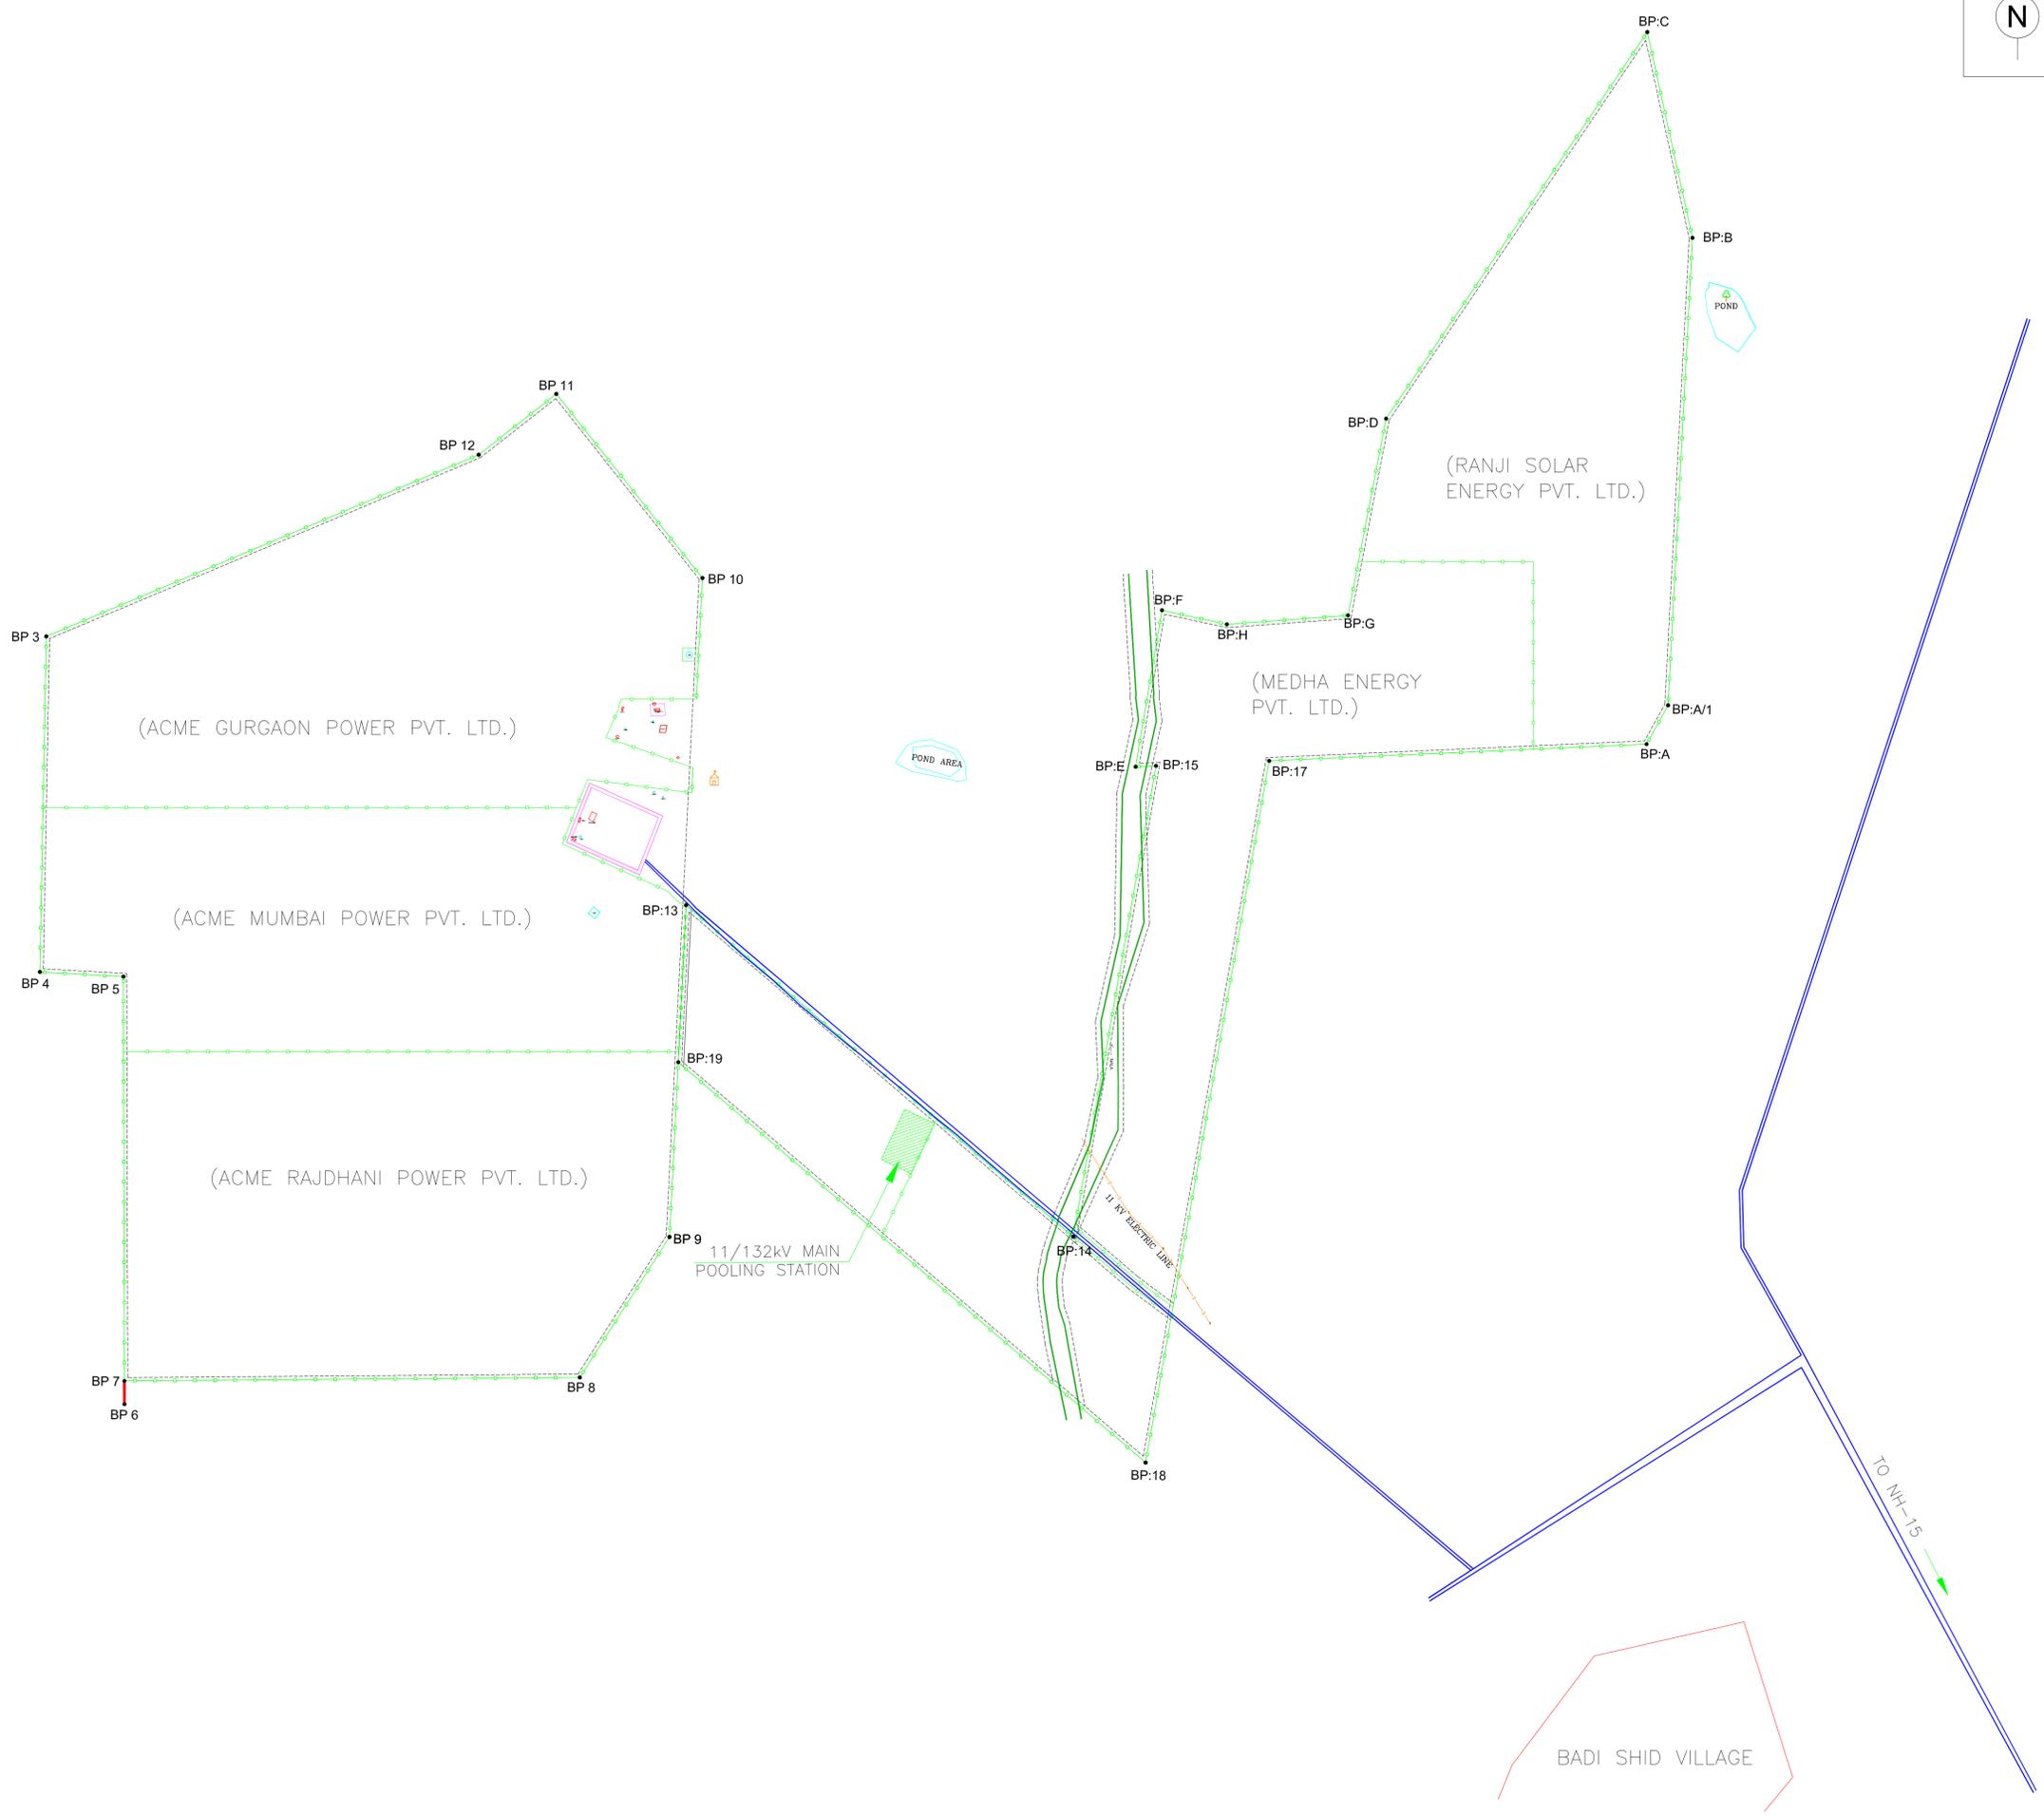 N
BP:C
BP:B
POND
BP 11
BP 12
BP:D
(RANJI SOLAR
ENERGY PVT. LTD.)
BP 10
BP:F
BP 3
BP:H
BP:G
(MEDHA ENERGY
PVT. LTD.)
BP:A/1
(ACME GURGAON POWER PVT. LTD.)
BP:A
POND AREA
BP:E
BP:15
BP:17
BP:13
(ACME MUMBAI POWER PVT. LTD.)
BP 4
BP 5
BP:19
(ACME RAJDHANI POWER PVT. LTD.)
11 KV ELECTRIC LINE
BP 9
BP:14
11/132kV MAIN
POOLING STATION
BP 7
BP 8
BP 6
BP:18
TO NH-15
BADI SHID VILLAGE